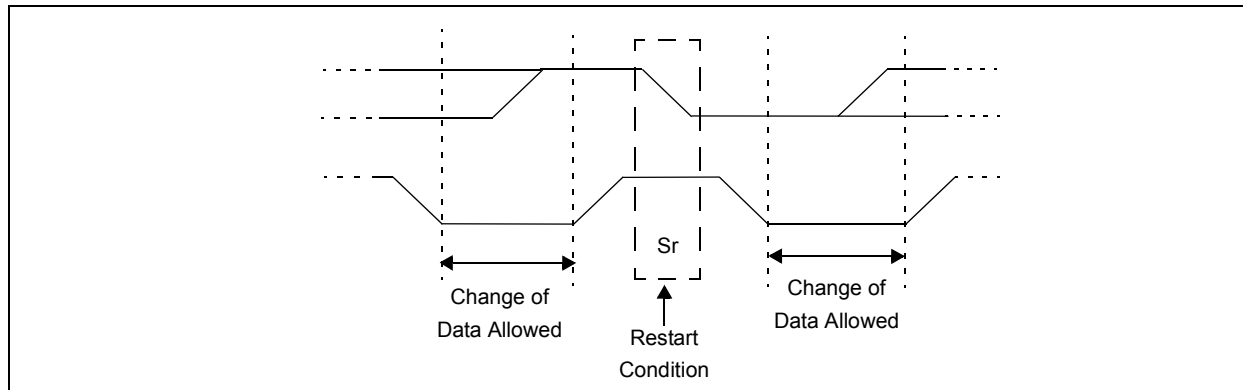 Sr
Change of
Data Allowed
Restart
Condition
Change of
Data Allowed